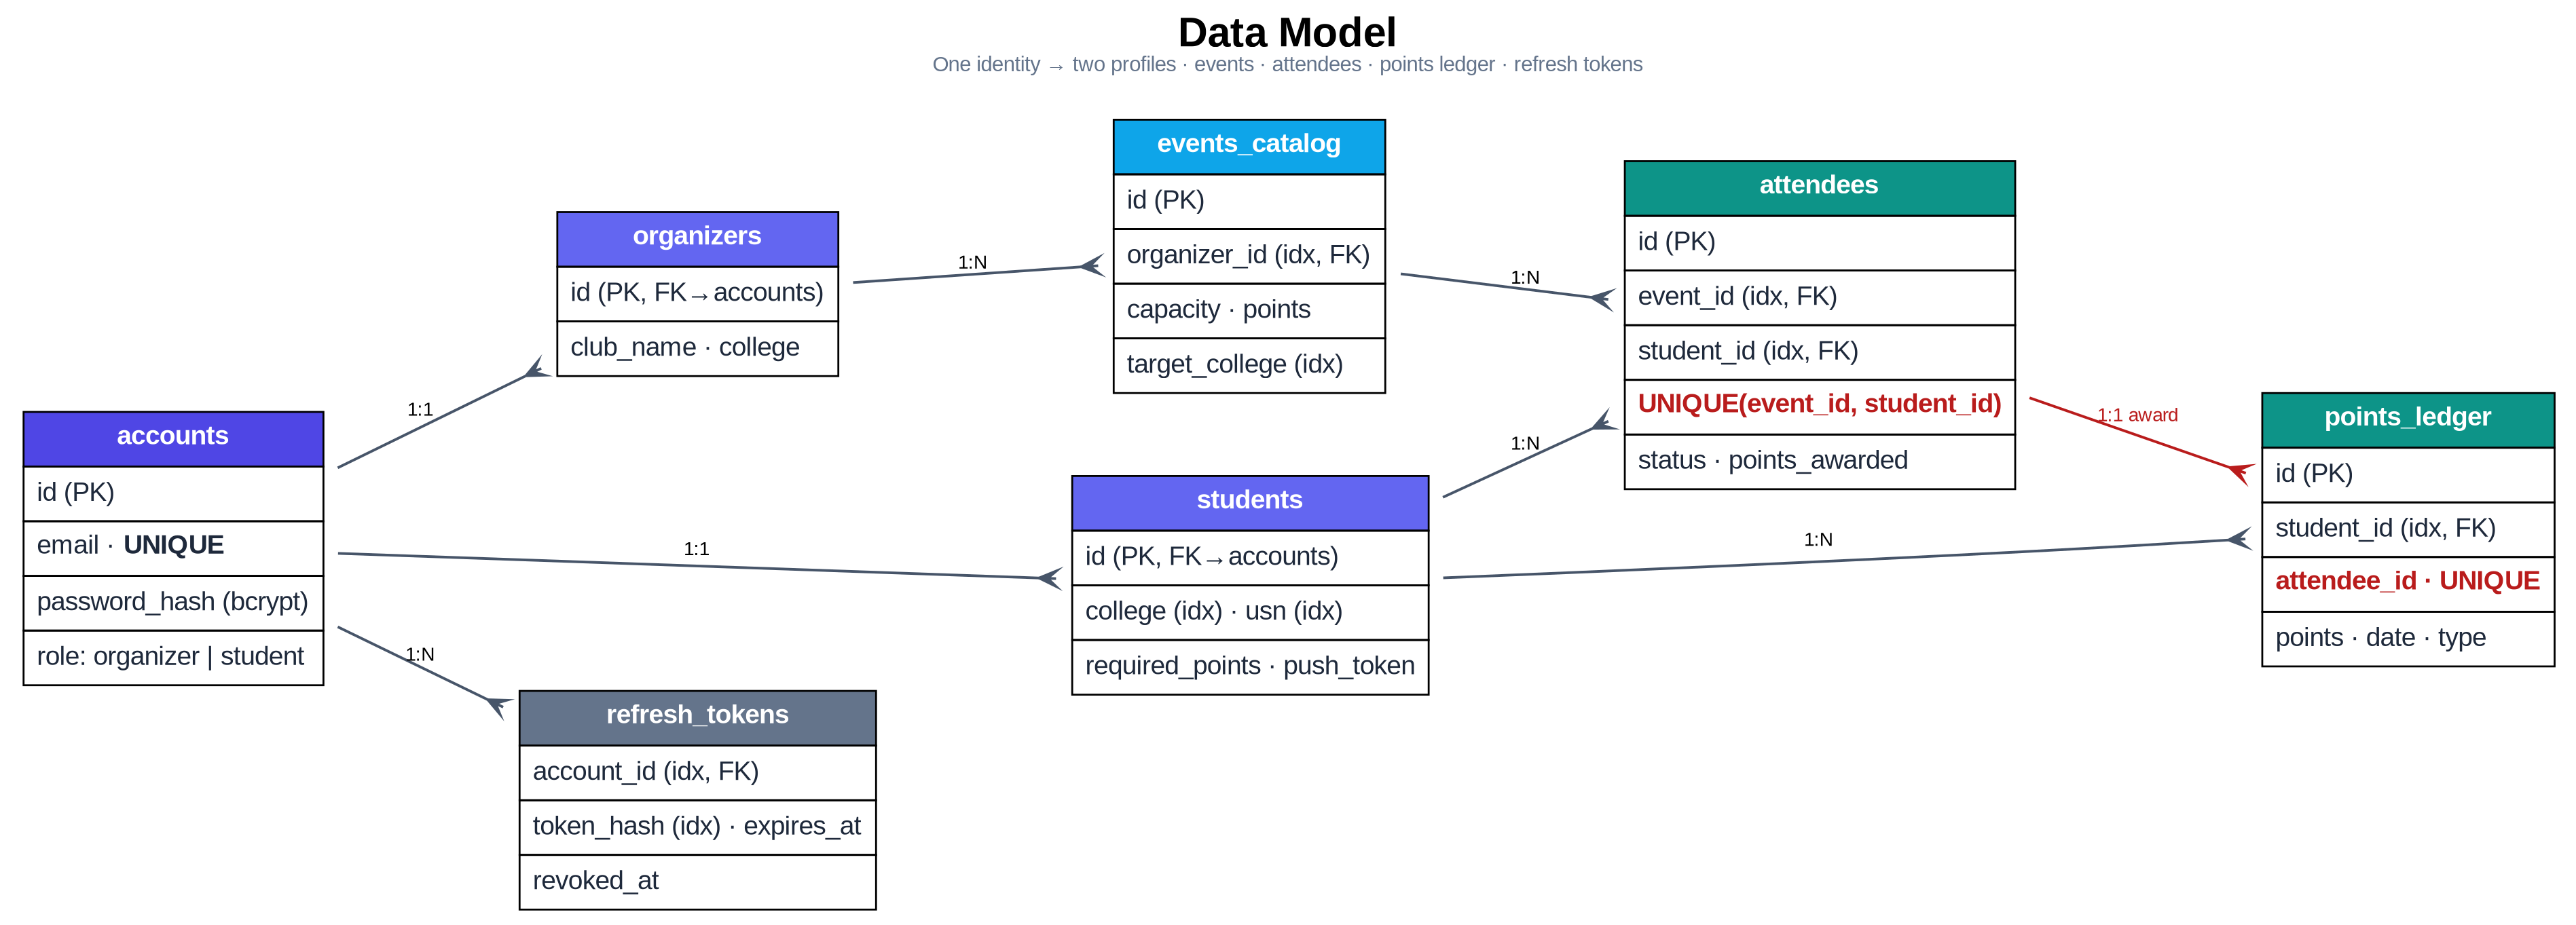 Data Model
One identity → two profiles · events · attendees · points ledger · refresh tokens
accounts
id (PK)
email · UNIQUE
password_hash (bcrypt)
role: organizer | student
1:1
1:1
1:N
organizers
id (PK, FK→accounts)
club_name · college
1:N
refresh_tokens
account_id (idx, FK)
token_hash (idx) · expires_at
revoked_at
events_catalog
id (PK)
organizer_id (idx, FK)
capacity · points
target_college (idx)
1:N
students
id (PK, FK→accounts)
college (idx) · usn (idx)
required_points · push_token
1:N
1:N
attendees
id (PK)
event_id (idx, FK)
student_id (idx, FK)
UNIQUE(event_id, student_id)
status · points_awarded
1:1 award
points_ledger
id (PK)
student_id (idx, FK)
attendee_id · UNIQUE
points · date · type